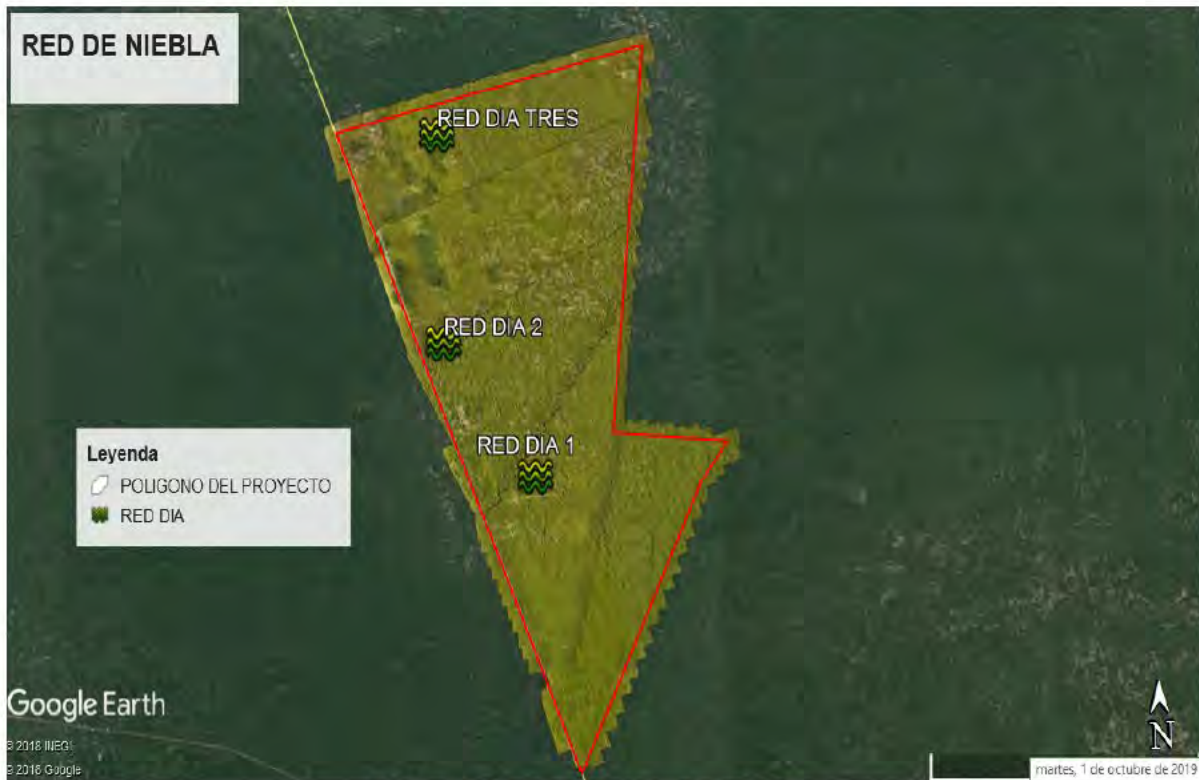 RED DE NIEBLA
RED DIA TRES
RED DIA 2
RED DIA 1
Leyenda
POLIGONO DEL PROYECTO
RED DIA
Google Earth
© 2018 INEGI
© 2018 Google
N
martes, 1 de octubre de 2019